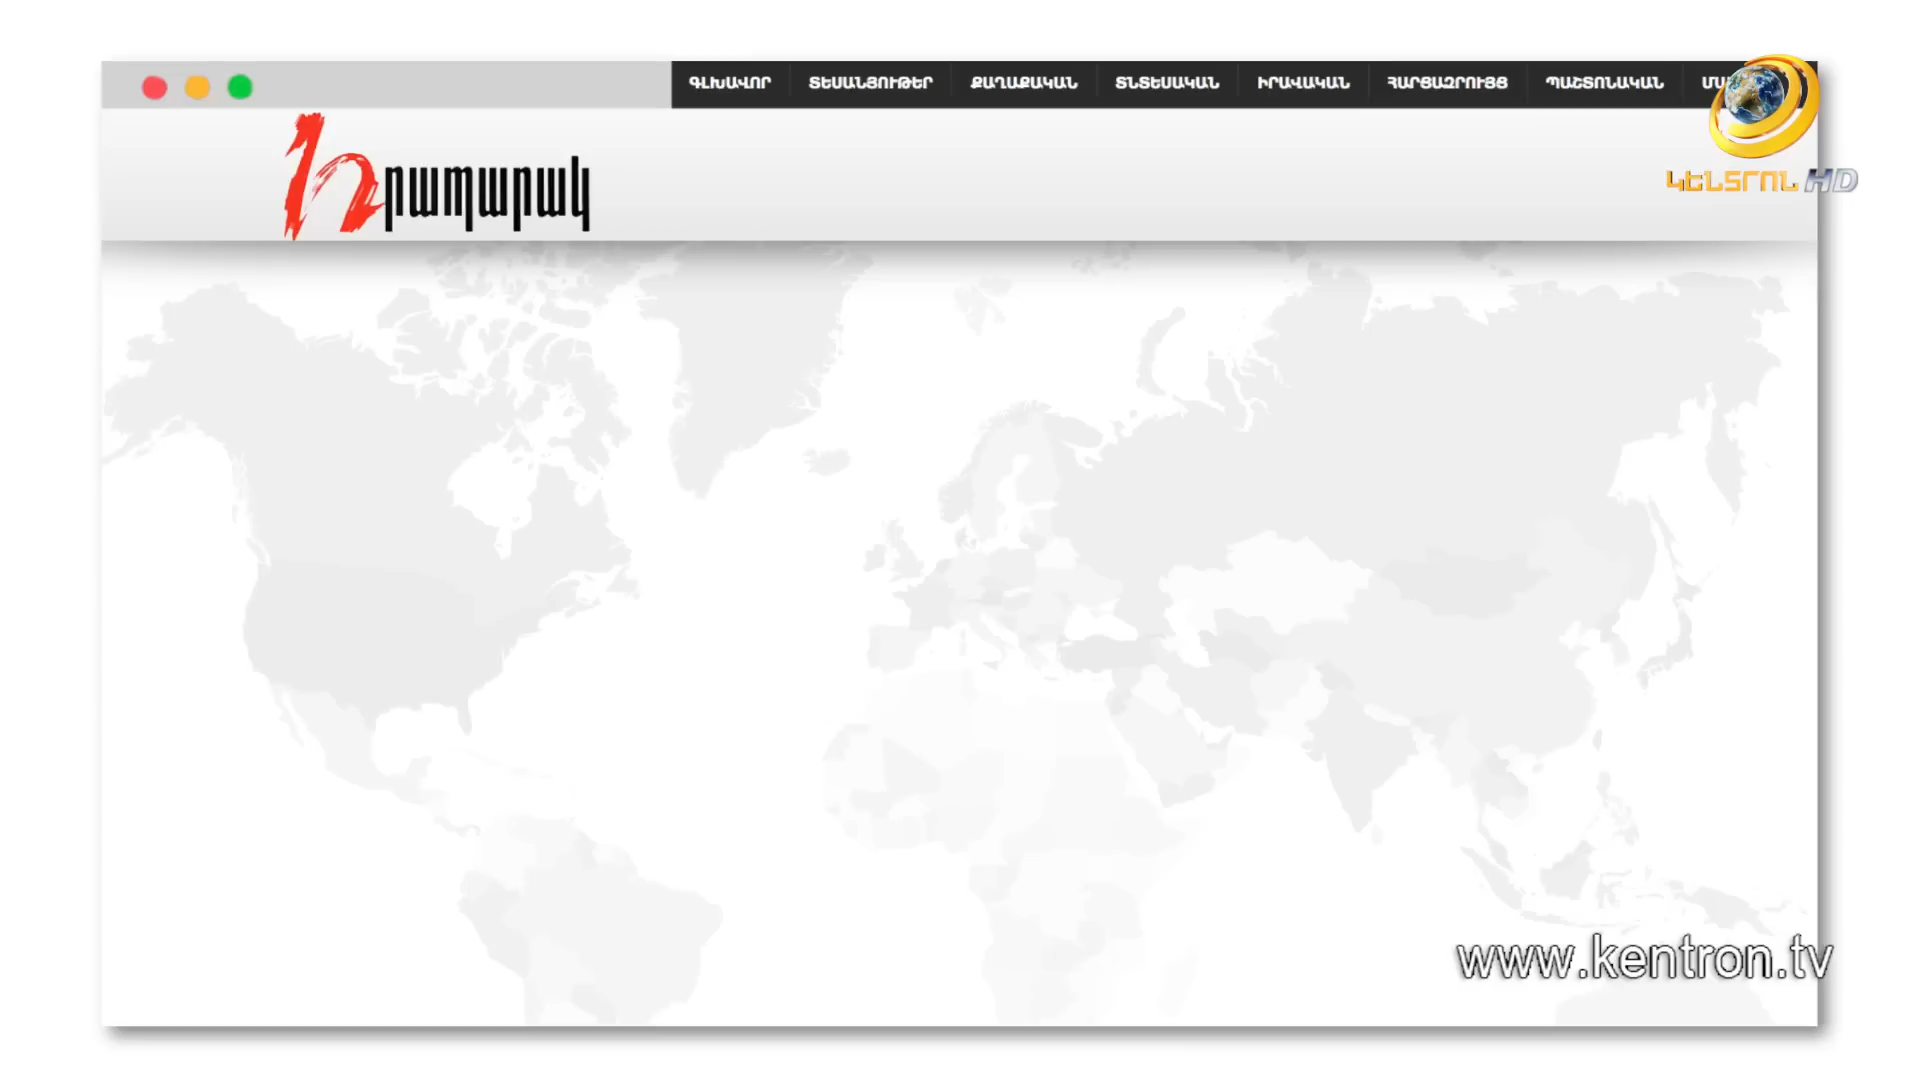 ԳԼԽԱՎՈՐ ՏԵՍԱՆՅՈՒԹԵՐ ՔԱՂԱՔԱԿԱՆ ՏՆՏԵՍԱԿԱՆ ԻՐԱՎԱԿԱՆ ՀԱՐՑԱԶՐՈՒՅՑ ՊԱՇՏՈՆԱԿԱՆ
Հրապարակ
ԿԵՆՏՐՈՆ HD
www.kentron.tv